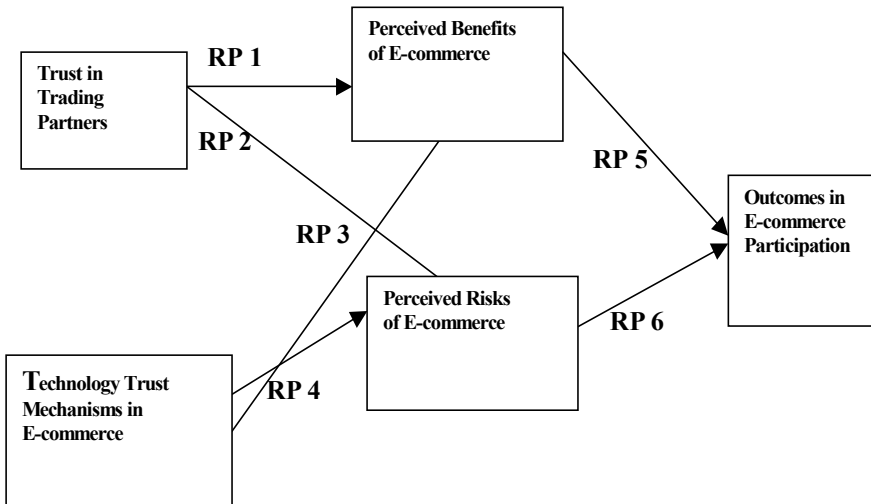 Trust in
Trading
Partners
RP 1
RP 2
Perceived Benefits
of E-commerce
RP 5
RP 3
Outcomes in
E-commerce
Participation
Perceived Risks
of E-commerce
RP 6
Technology Trust
Mechanisms in
E-commerce
RP 4